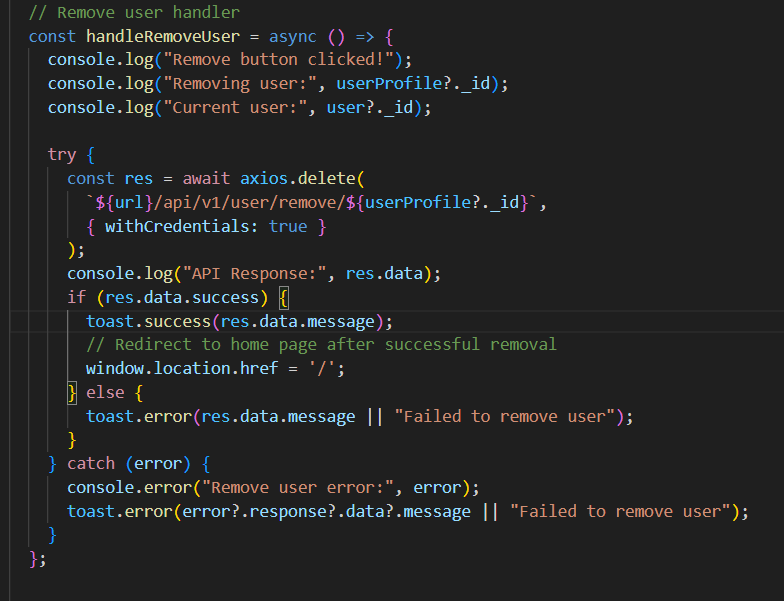 // Remove user handler
const handleRemoveUser = async () => {
  console.log("Remove button clicked!");
  console.log("Removing user:", userProfile?._id);
  console.log("Current user:", user?._id);

  try {
    const res = await axios.delete(
      `${url}/api/v1/user/remove/${userProfile?._id}`,
      { withCredentials: true }
    );
    console.log("API Response:", res.data);
    if (res.data.success) {
      toast.success(res.data.message);
      // Redirect to home page after successful removal
      window.location.href = '/';
    } else {
      toast.error(res.data.message || "Failed to remove user");
    }
  } catch (error) {
    console.error("Remove user error:", error);
    toast.error(error?.response?.data?.message || "Failed to remove user");
  }
};